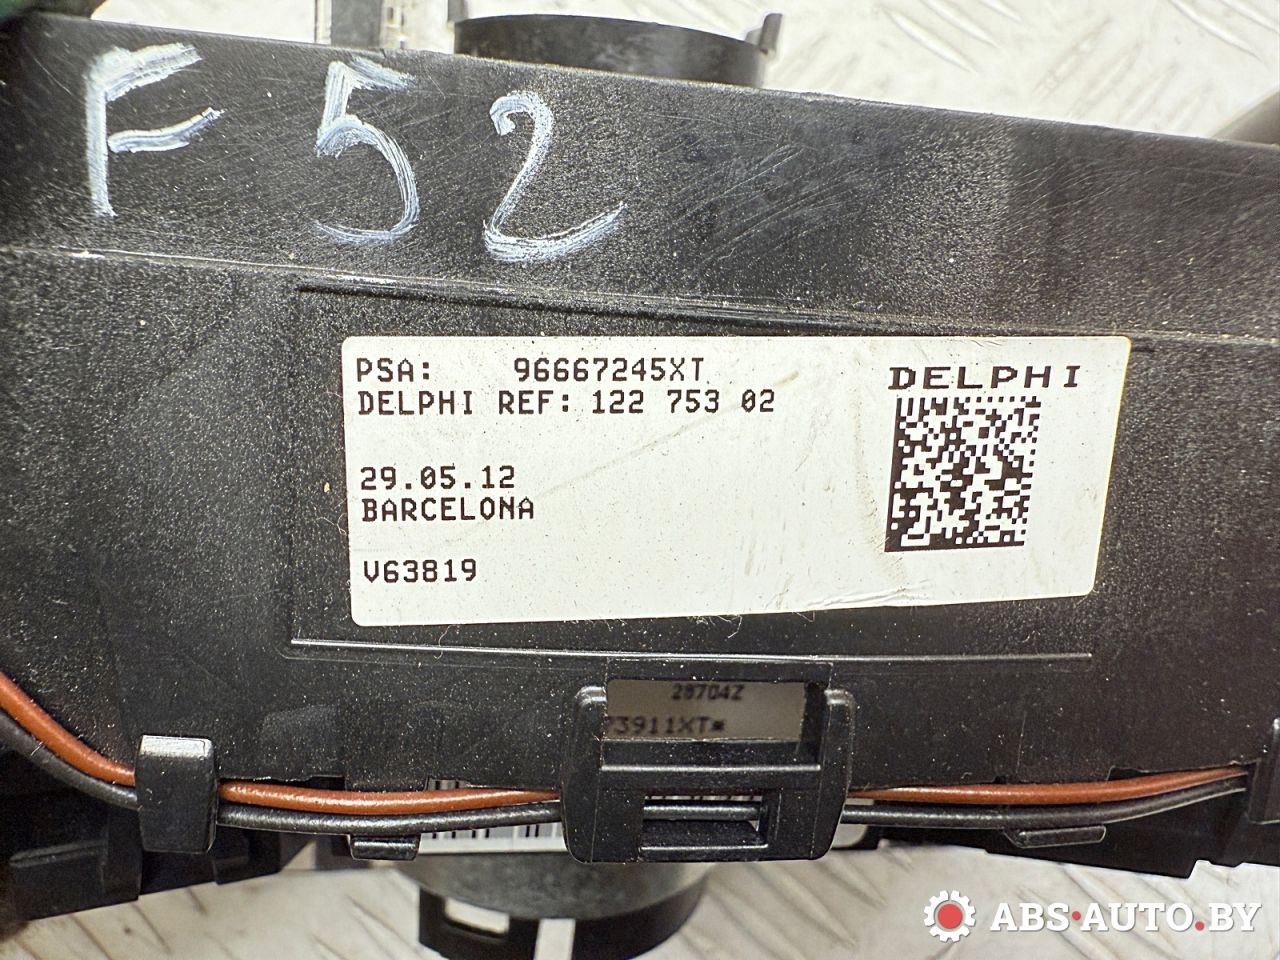 F 52
PSA: 96667245XT
DELPHI REF: 122 753 02
DELPHI
29.05.12
BARCELONA
V63819
28704Z
73911XT*
ABS-AUTO.BY